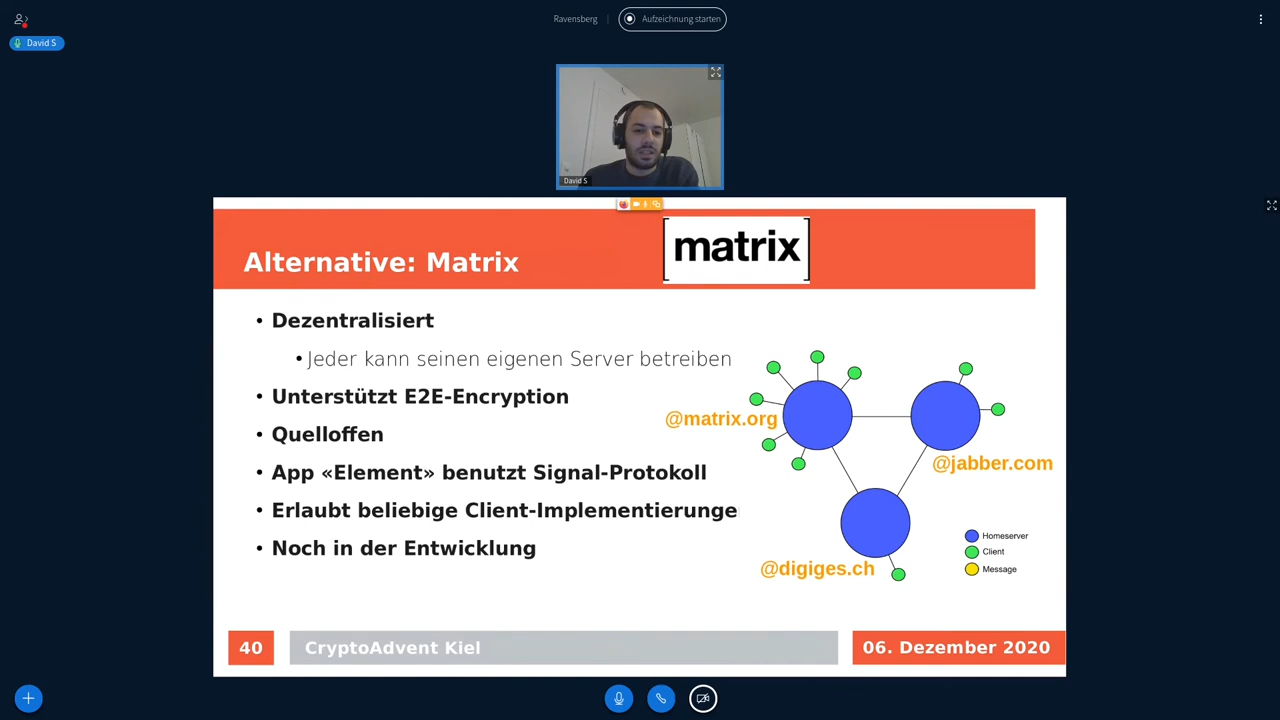 Ravensberg
Aufzeichnung starten
David S
David S
Alternative: Matrix
[matrix]
• Dezentralisiert
• Jeder kann seinen eigenen Server betreiben
• Unterstützt E2E-Encryption
• Quelloffen
• App «Element» benutzt Signal-Protokoll
• Erlaubt beliebige Client-Implementierunge
• Noch in der Entwicklung
@matrix.org
@jabber.com
@digiges.ch
Homeserver
Client
Message
40
CryptoAdvent Kiel
06. Dezember 2020